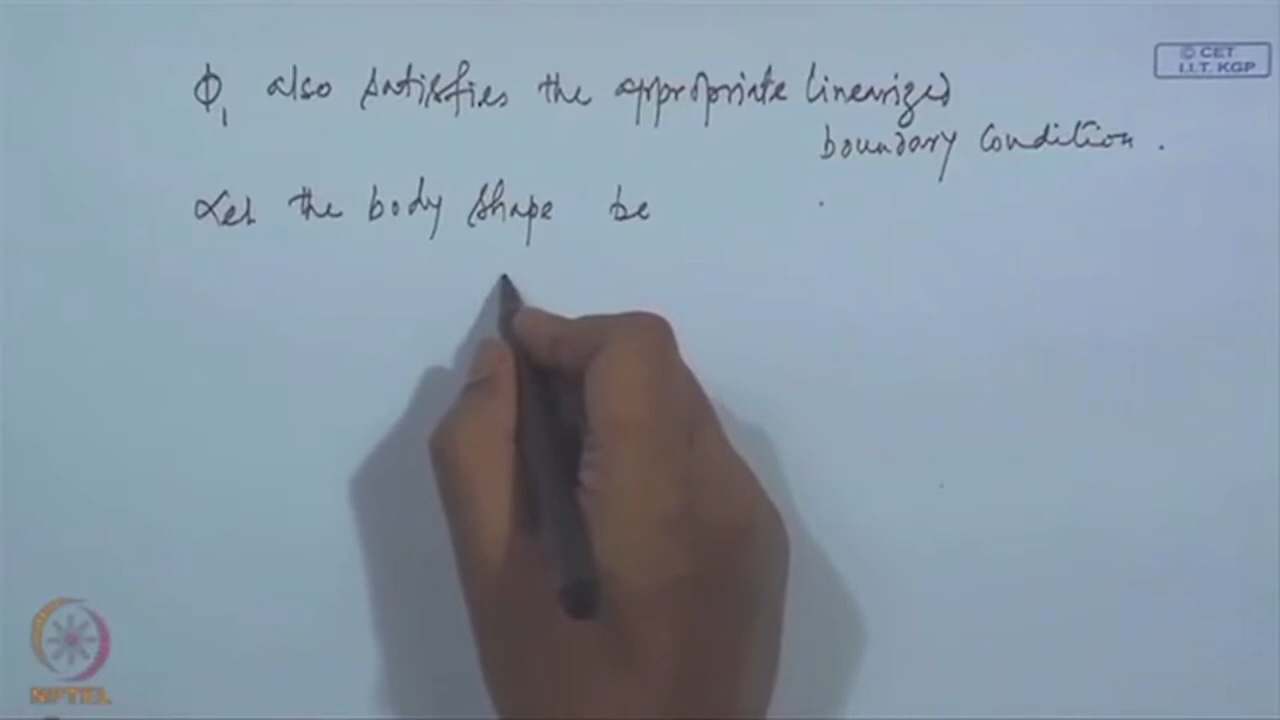 ϕ₁ also satisfies the appropriate linearized
boundary condition.
Let the body shape be
© CET
I.I.T. KGP
NPTEL